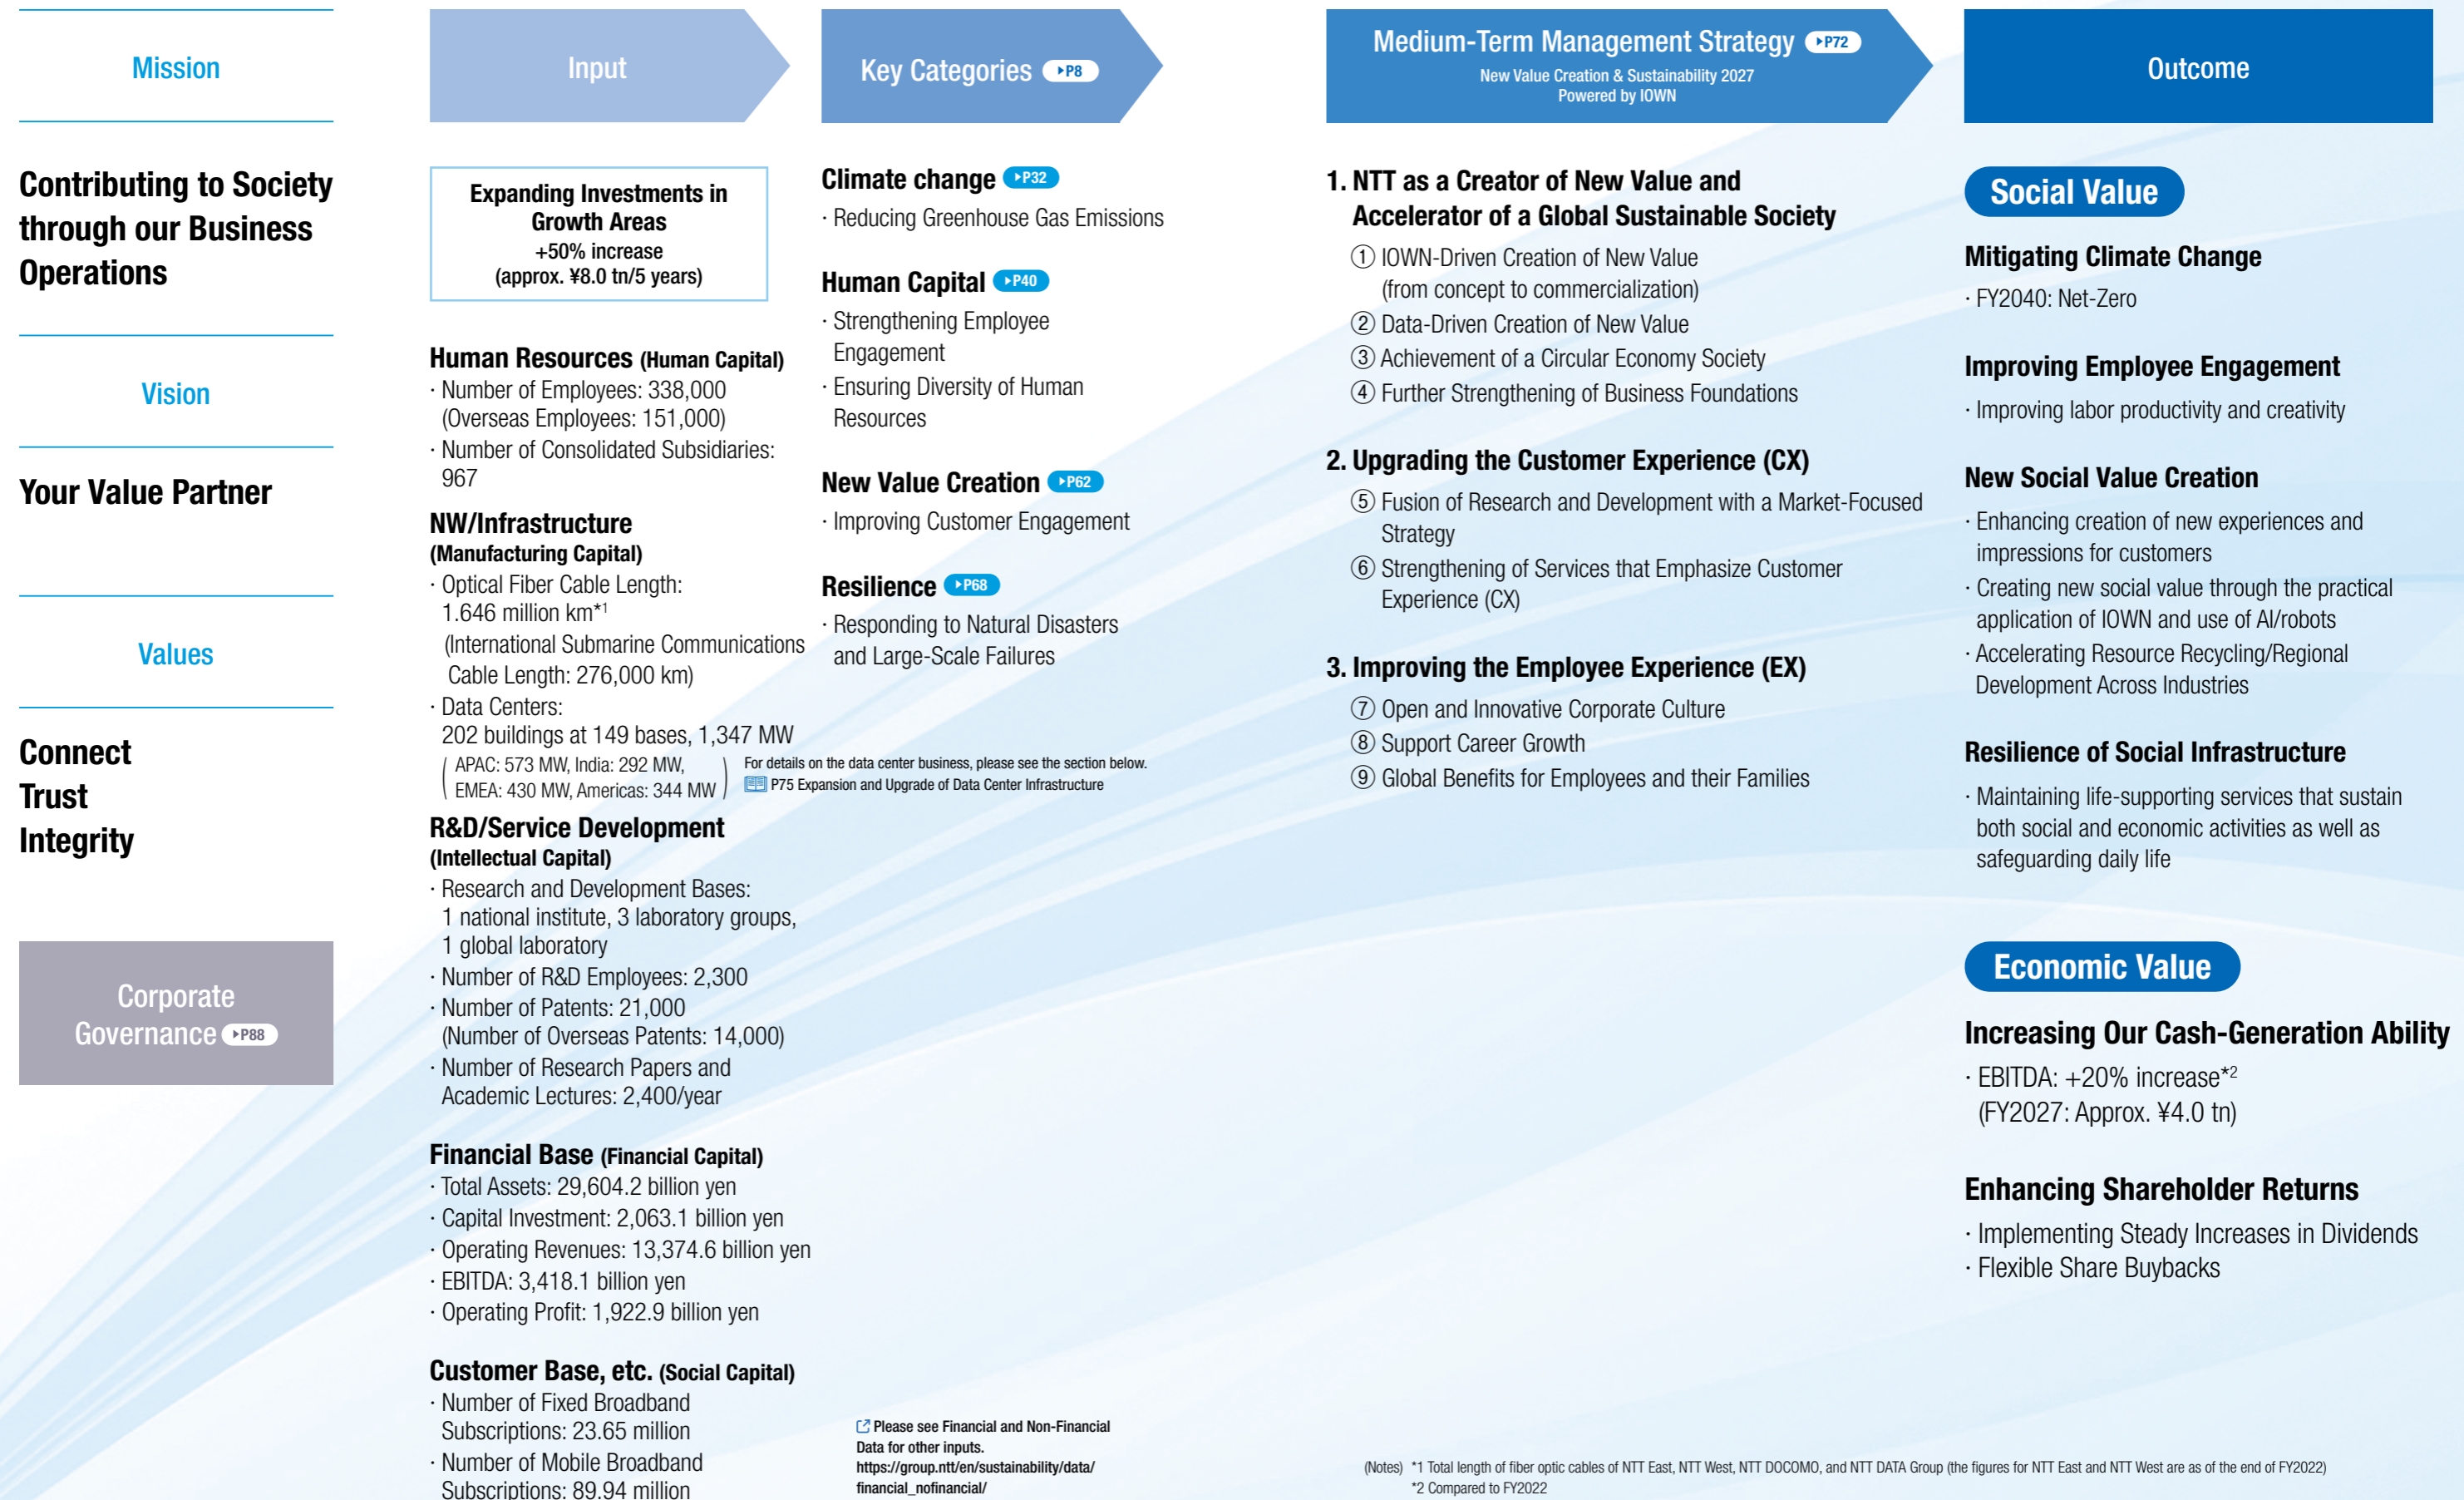 Mission
Contributing to Society
through our Business
Operations
Vision
Your Value Partner
Values
Connect
Trust
Integrity
Corporate
Governance ▸P88
Input
Expanding Investments in
Growth Areas
+50% increase
(approx. ¥8.0 tn/5 years)
Human Resources (Human Capital)
· Number of Employees: 338,000
(Overseas Employees: 151,000)
· Number of Consolidated Subsidiaries:
967
NW/Infrastructure
(Manufacturing Capital)
· Optical Fiber Cable Length:
1.646 million km*1
(International Submarine Communications
Cable Length: 276,000 km)
· Data Centers:
202 buildings at 149 bases, 1,347 MW
(APAC: 573 MW, India: 292 MW,
EMEA: 430 MW, Americas: 344 MW)
For details on the data center business, please see the section below.
P75 Expansion and Upgrade of Data Center Infrastructure
R&D/Service Development
(Intellectual Capital)
· Research and Development Bases:
1 national institute, 3 laboratory groups,
1 global laboratory
· Number of R&D Employees: 2,300
· Number of Patents: 21,000
(Number of Overseas Patents: 14,000)
· Number of Research Papers and
Academic Lectures: 2,400/year
Financial Base (Financial Capital)
· Total Assets: 29,604.2 billion yen
· Capital Investment: 2,063.1 billion yen
· Operating Revenues: 13,374.6 billion yen
· EBITDA: 3,418.1 billion yen
· Operating Profit: 1,922.9 billion yen
Customer Base, etc. (Social Capital)
· Number of Fixed Broadband
Subscriptions: 23.65 million
· Number of Mobile Broadband
Subscriptions: 89.94 million
Key Categories ▸P8
Climate change ▸P32
· Reducing Greenhouse Gas Emissions
Human Capital ▸P40
· Strengthening Employee
Engagement
· Ensuring Diversity of Human
Resources
New Value Creation ▸P62
· Improving Customer Engagement
Resilience ▸P68
· Responding to Natural Disasters
and Large-Scale Failures
Please see Financial and Non-Financial
Data for other inputs.
https://group.ntt/en/sustainability/data/
financial_nofinancial/
Medium-Term Management Strategy ▸P72
New Value Creation & Sustainability 2027
Powered by IOWN
1. NTT as a Creator of New Value and
Accelerator of a Global Sustainable Society
① IOWN-Driven Creation of New Value
(from concept to commercialization)
② Data-Driven Creation of New Value
③ Achievement of a Circular Economy Society
④ Further Strengthening of Business Foundations
2. Upgrading the Customer Experience (CX)
⑤ Fusion of Research and Development with a Market-Focused
Strategy
⑥ Strengthening of Services that Emphasize Customer
Experience (CX)
3. Improving the Employee Experience (EX)
⑦ Open and Innovative Corporate Culture
⑧ Support Career Growth
⑨ Global Benefits for Employees and their Families
Outcome
Social Value
Mitigating Climate Change
· FY2040: Net-Zero
Improving Employee Engagement
· Improving labor productivity and creativity
New Social Value Creation
· Enhancing creation of new experiences and
impressions for customers
· Creating new social value through the practical
application of IOWN and use of AI/robots
· Accelerating Resource Recycling/Regional
Development Across Industries
Resilience of Social Infrastructure
· Maintaining life-supporting services that sustain
both social and economic activities as well as
safeguarding daily life
Economic Value
Increasing Our Cash-Generation Ability
· EBITDA: +20% increase*2
(FY2027: Approx. ¥4.0 tn)
Enhancing Shareholder Returns
· Implementing Steady Increases in Dividends
· Flexible Share Buybacks
(Notes) *1 Total length of fiber optic cables of NTT East, NTT West, NTT DOCOMO, and NTT DATA Group (the figures for NTT East and NTT West are as of the end of FY2022)
*2 Compared to FY2022